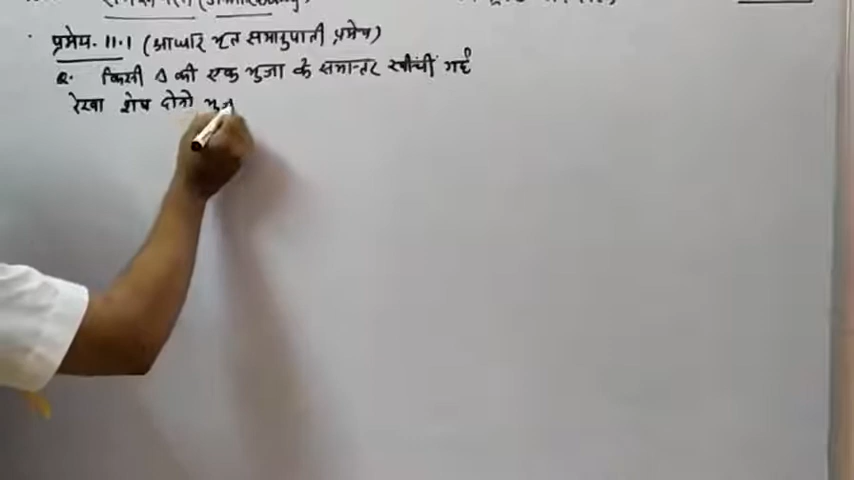 प्रमेय. 11.1 (आधारभूत समानुपाती प्रमेय)
Q. किसी Δ की एक भुजा के समान्तर खींची गई
रेखा शेष दोनो भुज